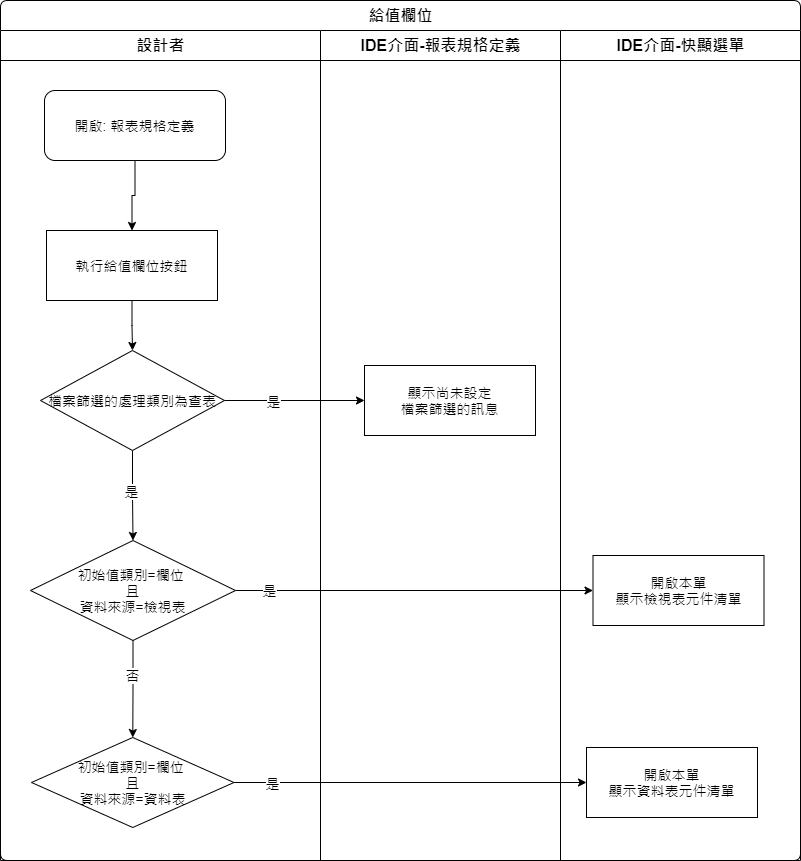 給值欄位
設計者
IDE介面-報表規格定義
IDE介面-快顯選單
開啟: 報表規格定義
執行給值欄位按鈕
檔案篩選的處理類別為查表
是
顯示尚未設定
檔案篩選的訊息
是
初始值類別=欄位
且
資料來源=檢視表
是
開啟本單
顯示檢視表元件清單
否
初始值類別=欄位
且
資料來源=資料表
是
開啟本單
顯示資料表元件清單